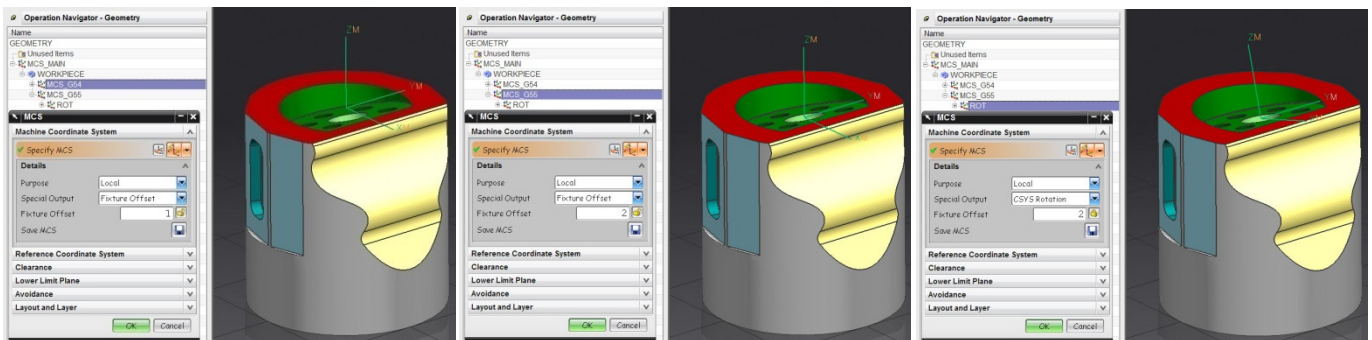 Operation Navigator - Geometry
Name
GEOMETRY
Unused Items
MCS_MAIN
WORKPIECE
MCS_G54
MCS_G55
ROT
MCS
Machine Coordinate System
Specify MCS
Details
Purpose Local
Special Output Fixture Offset
Fixture Offset 1
Save MCS
Reference Coordinate System
Clearance
Lower Limit Plane
Avoidance
Layout and Layer
OK Cancel
ZM
YM
XM
Operation Navigator - Geometry
Name
GEOMETRY
Unused Items
MCS_MAIN
WORKPIECE
MCS_G54
MCS_G55
ROT
MCS
Machine Coordinate System
Specify MCS
Details
Purpose Local
Special Output Fixture Offset
Fixture Offset 2
Save MCS
Reference Coordinate System
Clearance
Lower Limit Plane
Avoidance
Layout and Layer
OK Cancel
ZM
YM
Operation Navigator - Geometry
Name
GEOMETRY
Unused Items
MCS_MAIN
WORKPIECE
MCS_G54
MCS_G55
ROT
MCS
Machine Coordinate System
Specify MCS
Details
Purpose Local
Special Output CSYS Rotation
Fixture Offset 2
Save MCS
Reference Coordinate System
Clearance
Lower Limit Plane
Avoidance
Layout and Layer
OK Cancel
ZM
YM